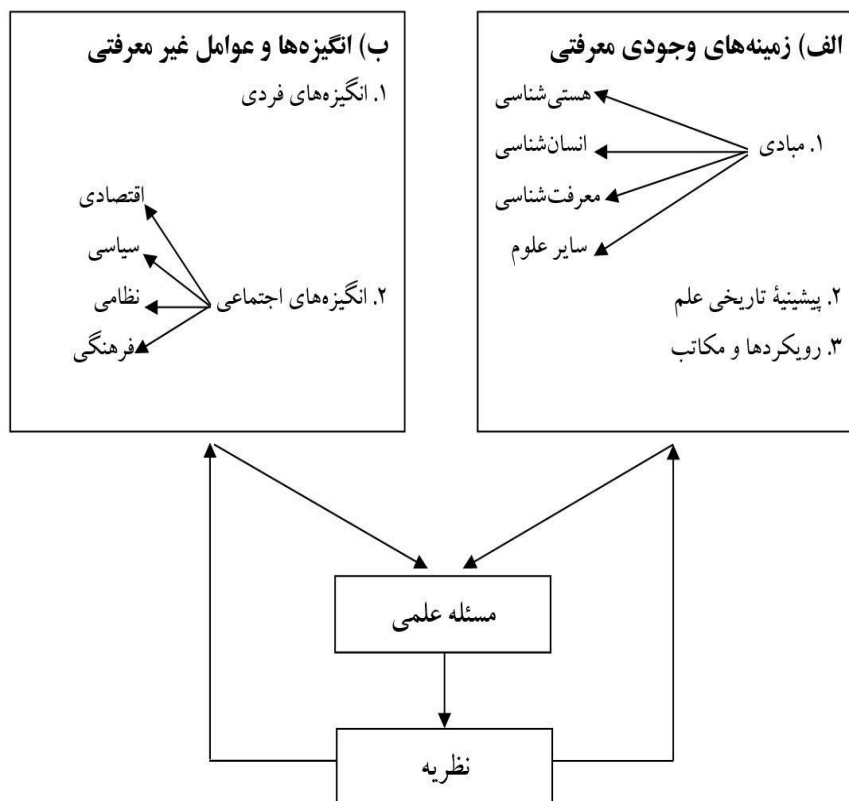 الف) زمینه‌های وجودی معرفتی
۱. مبادی
هستی‌شناسی
انسان‌شناسی
معرفت‌شناسی
سایر علوم
۲. پیشینیۀ تاریخی علم
۳. رویکردها و مکاتب
ب) انگیزه‌ها و عوامل غیر معرفتی
۱. انگیزه‌های فردی
۲. انگیزه‌های اجتماعی
اقتصادی
سیاسی
نظامی
فرهنگی
مسئله علمی
نظریه